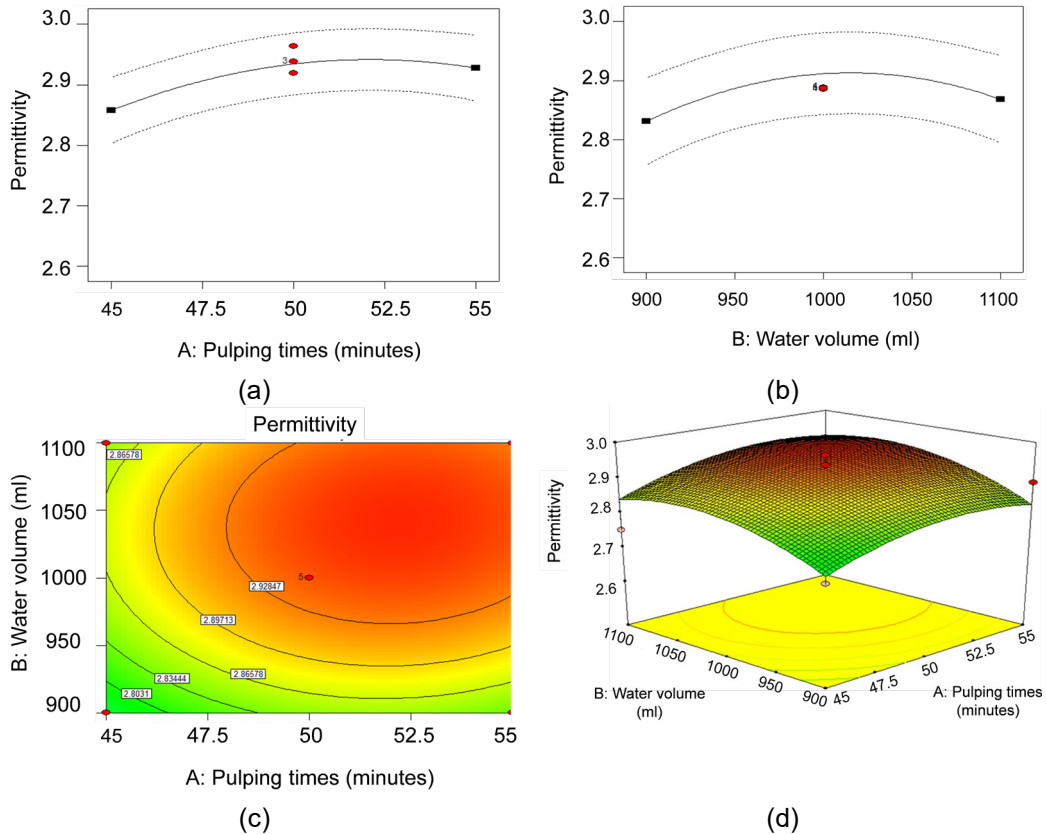 3.0
2.9
2.8
2.7
2.6
Permittivity
3
45 47.5 50 52.5 55
A: Pulping times (minutes)
(a)
3.0
2.9
2.8
2.7
2.6
Permittivity
900 950 1000 1050 1100
B: Water volume (ml)
(b)
Permittivity
1100
1050
1000
950
900
B: Water volume (ml)
2.86578
2.92847
2.89713
2.86578
2.83444
2.8031
5
45 47.5 50 52.5 55
A: Pulping times (minutes)
(c)
3.0
2.9
2.8
2.7
2.6
Permittivity
1100 1050 1000 950 900
B: Water volume
(ml)
45 47.5 50 52.5 55
A: Pulping times
(minutes)
(d)